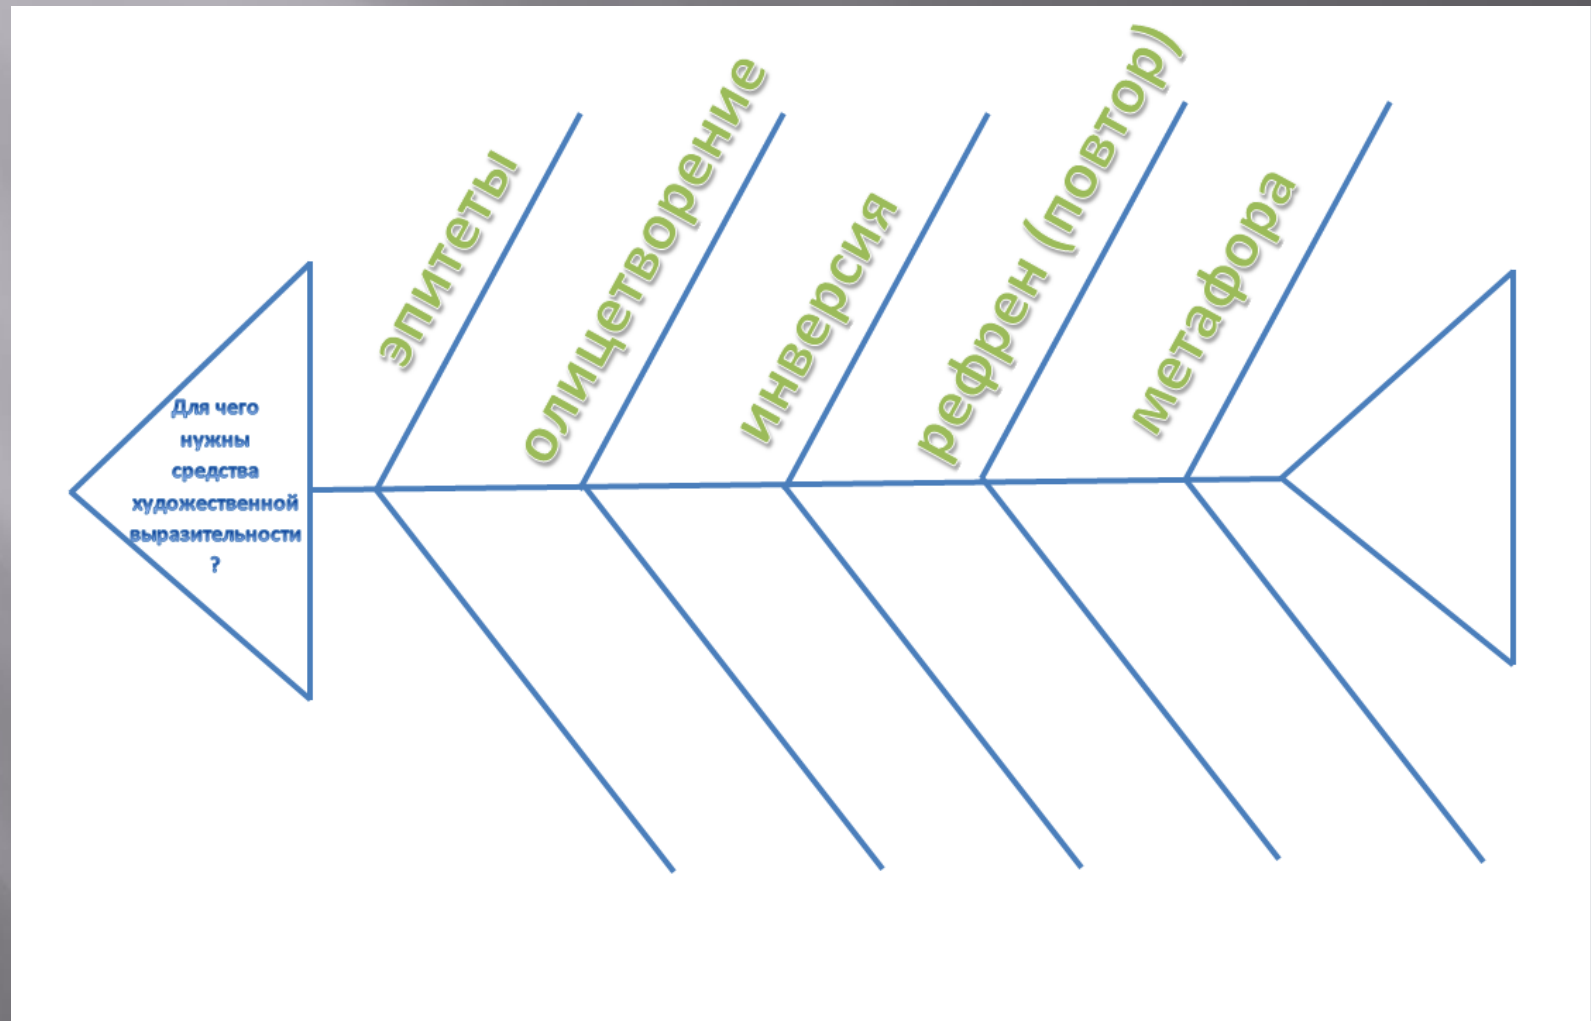 Для чего
нужны
средства
художественной
выразительности
?
эпитеты
олицетворение
инверсия
рефрен (повтор)
метафора